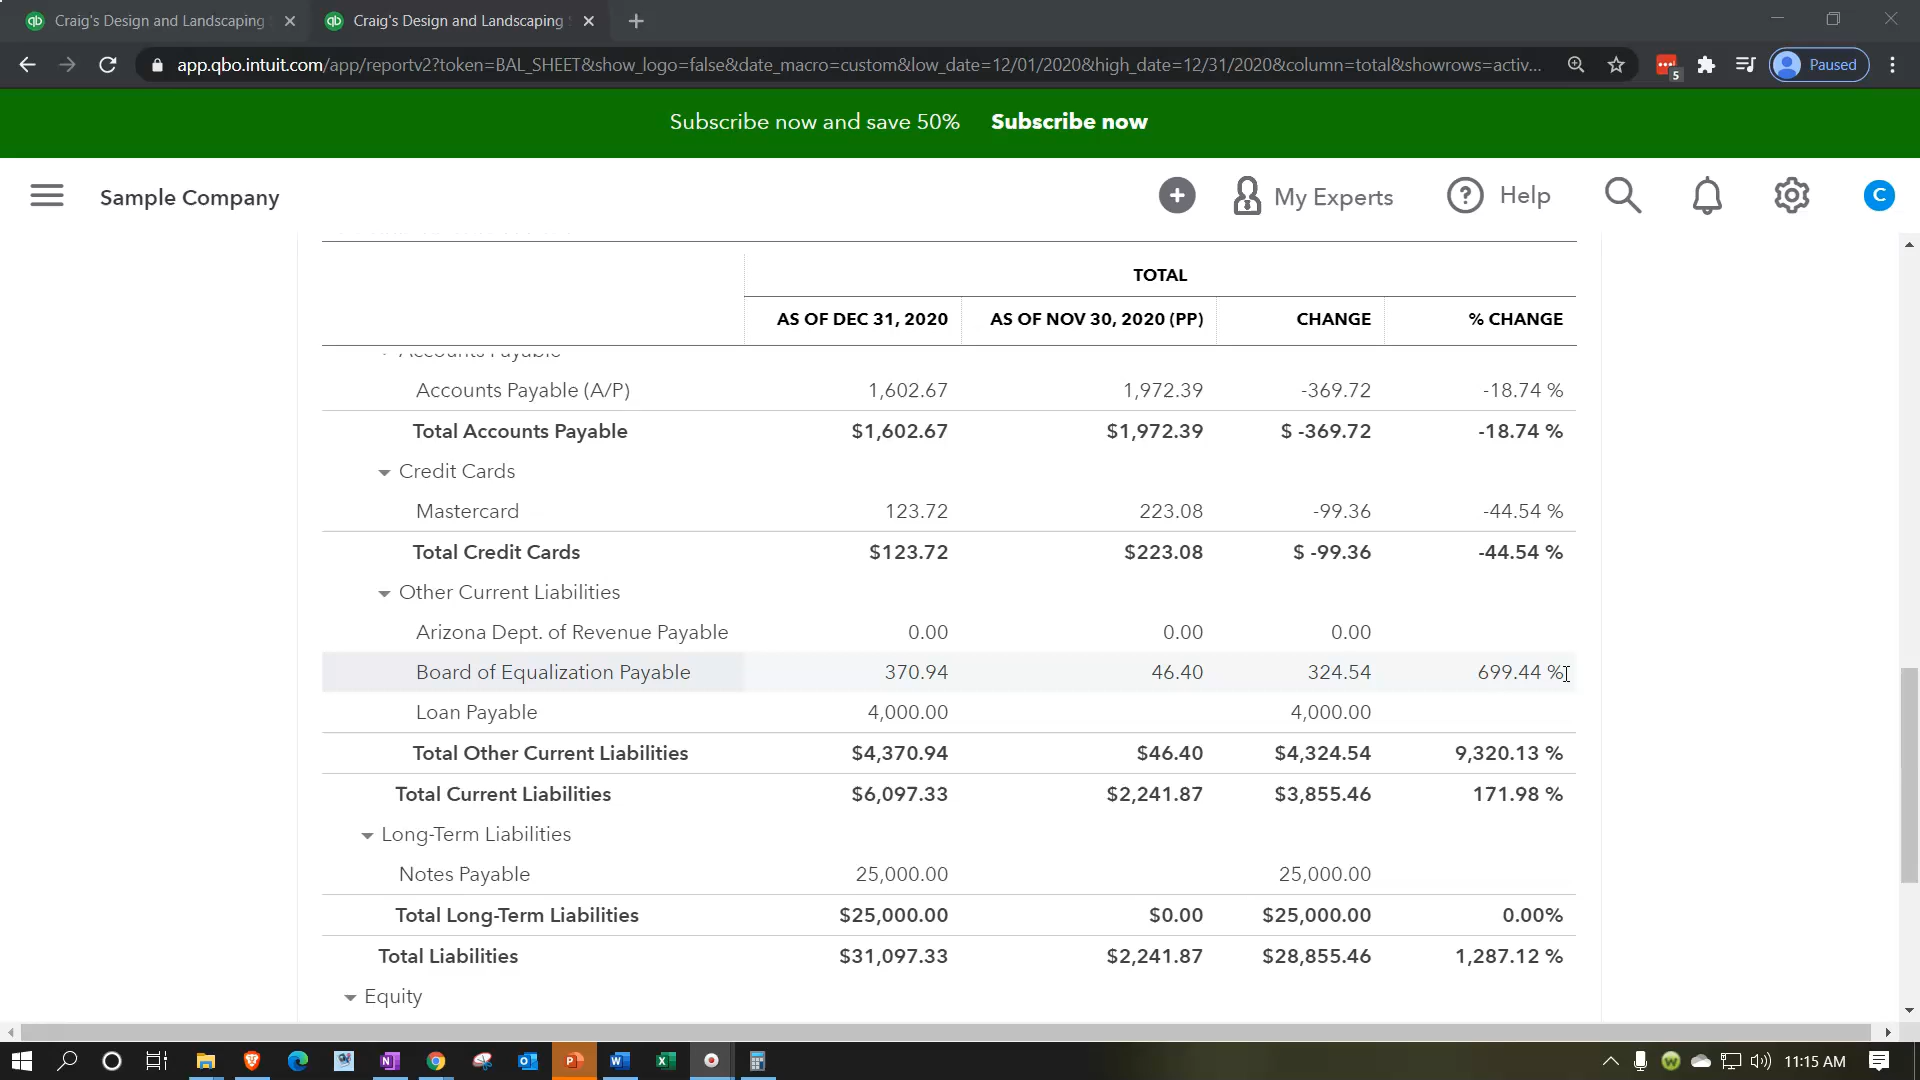 Craig's Design and Landscaping
Craig's Design and Landscaping
app.qbo.intuit.com/app/reportv2?token=BAL_SHEET&show_logo=false&date_macro=custom&low_date=12/01/2020&high_date=12/31/2020&column=total&showrows=activ...
5
Paused
Subscribe now and save 50% Subscribe now
Sample Company
My Experts
Help
C
TOTAL
AS OF DEC 31, 2020 AS OF NOV 30, 2020 (PP) CHANGE % CHANGE
Accounts Payable
Accounts Payable (A/P) 1,602.67 1,972.39 -369.72 -18.74 %
Total Accounts Payable $1,602.67 $1,972.39 $ -369.72 -18.74 %
Credit Cards
Mastercard 123.72 223.08 -99.36 -44.54 %
Total Credit Cards $123.72 $223.08 $ -99.36 -44.54 %
Other Current Liabilities
Arizona Dept. of Revenue Payable 0.00 0.00 0.00
Board of Equalization Payable 370.94 46.40 324.54 699.44 %
Loan Payable 4,000.00 4,000.00
Total Other Current Liabilities $4,370.94 $46.40 $4,324.54 9,320.13 %
Total Current Liabilities $6,097.33 $2,241.87 $3,855.46 171.98 %
Long-Term Liabilities
Notes Payable 25,000.00 25,000.00
Total Long-Term Liabilities $25,000.00 $0.00 $25,000.00 0.00%
Total Liabilities $31,097.33 $2,241.87 $28,855.46 1,287.12 %
Equity
11:15 AM